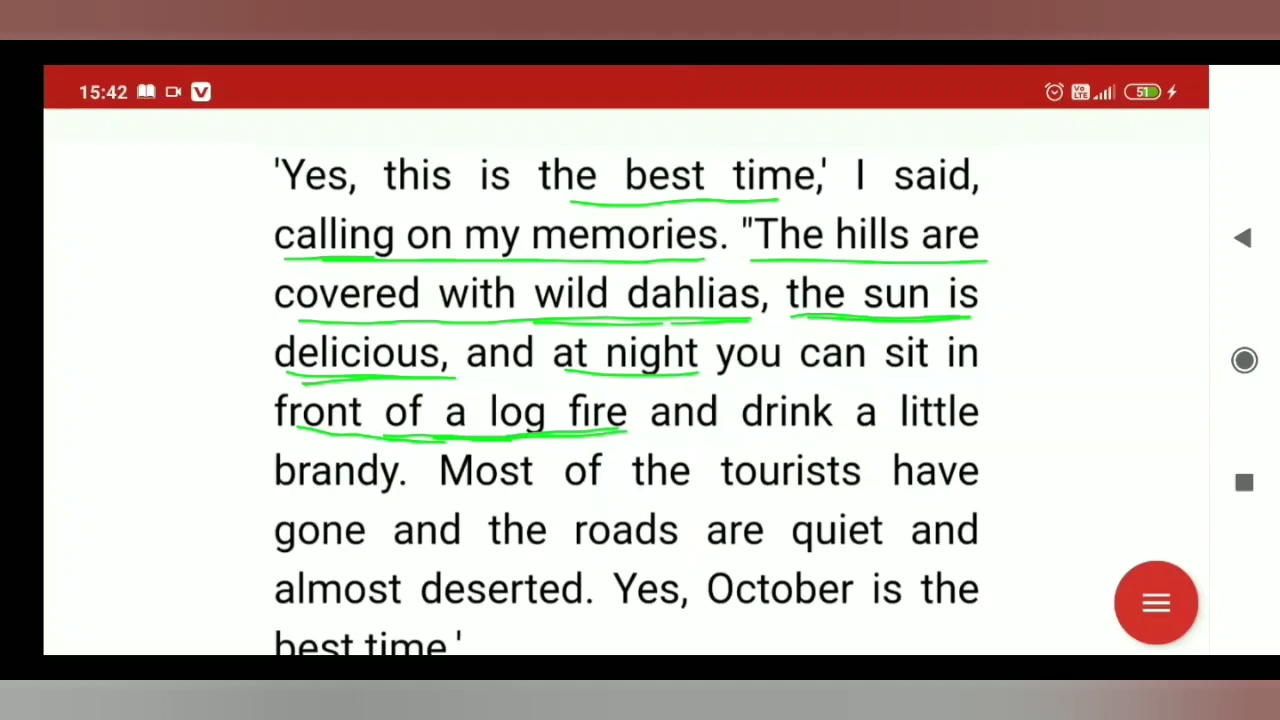 15:42
VoLTE
51
'Yes, this is the best time,' I said,
calling on my memories. "The hills are
covered with wild dahlias, the sun is
delicious, and at night you can sit in
front of a log fire and drink a little
brandy. Most of the tourists have
gone and the roads are quiet and
almost deserted. Yes, October is the
best time.'